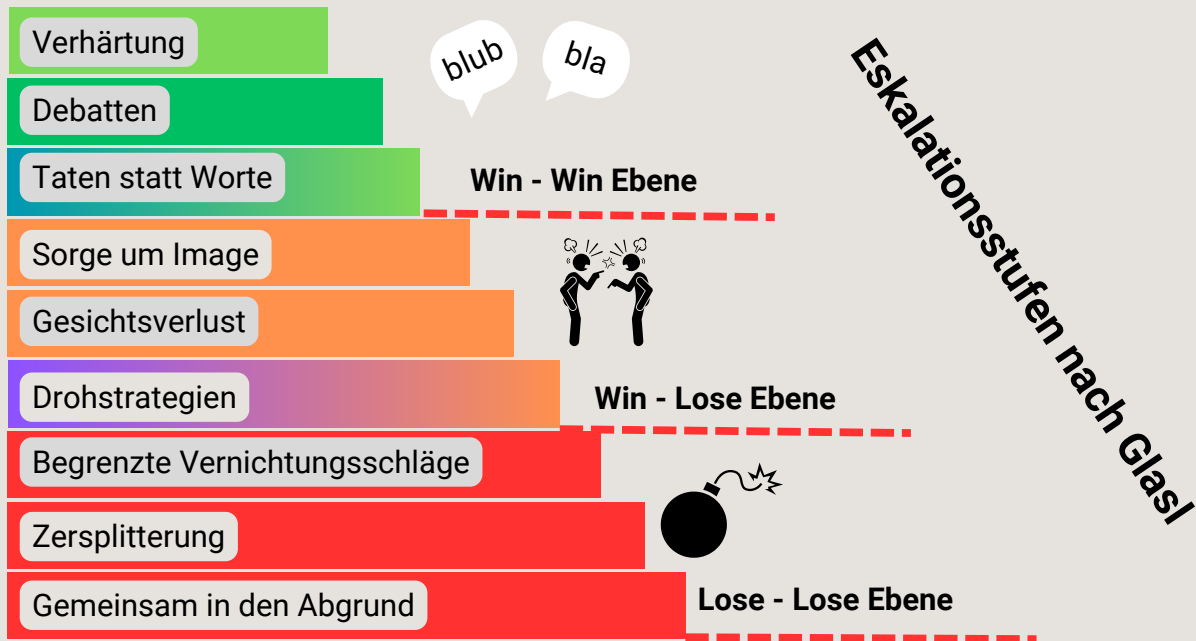 Verhärtung
blub
bla
Debatten
Taten statt Worte
Win - Win Ebene
Sorge um Image
Gesichtsverlust
Drohstrategien
Win - Lose Ebene
Begrenzte Vernichtungsschläge
Zersplitterung
Gemeinsam in den Abgrund
Lose - Lose Ebene
Eskalationsstufen nach Glasl